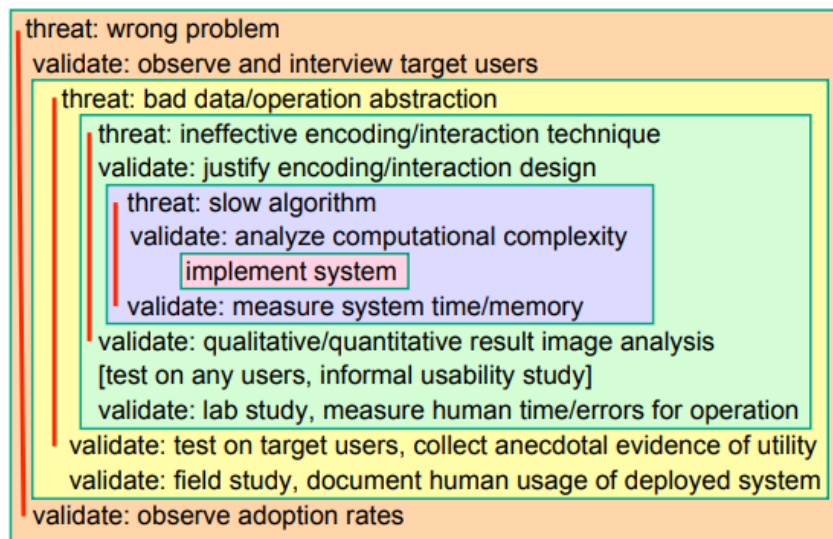 threat: wrong problem
validate: observe and interview target users
threat: bad data/operation abstraction
threat: ineffective encoding/interaction technique
validate: justify encoding/interaction design
threat: slow algorithm
validate: analyze computational complexity
implement system
validate: measure system time/memory
validate: qualitative/quantitative result image analysis
[test on any users, informal usability study]
validate: lab study, measure human time/errors for operation
validate: test on target users, collect anecdotal evidence of utility
validate: field study, document human usage of deployed system
validate: observe adoption rates